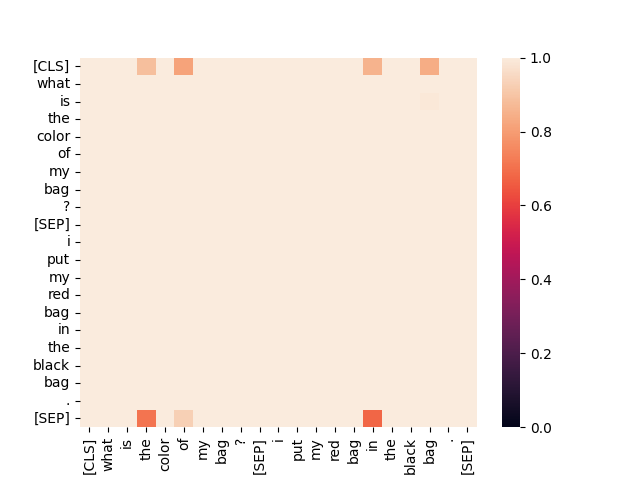 [CLS]
what
is
the
color
of
my
bag
?
[SEP]
i
put
my
red
bag
in
the
black
bag
.
[SEP]
[CLS]
what
is
the
color
of
my
bag
?
[SEP]
i
put
my
red
bag
in
the
black
bag
.
[SEP]
1.0
0.8
0.6
0.4
0.2
0.0